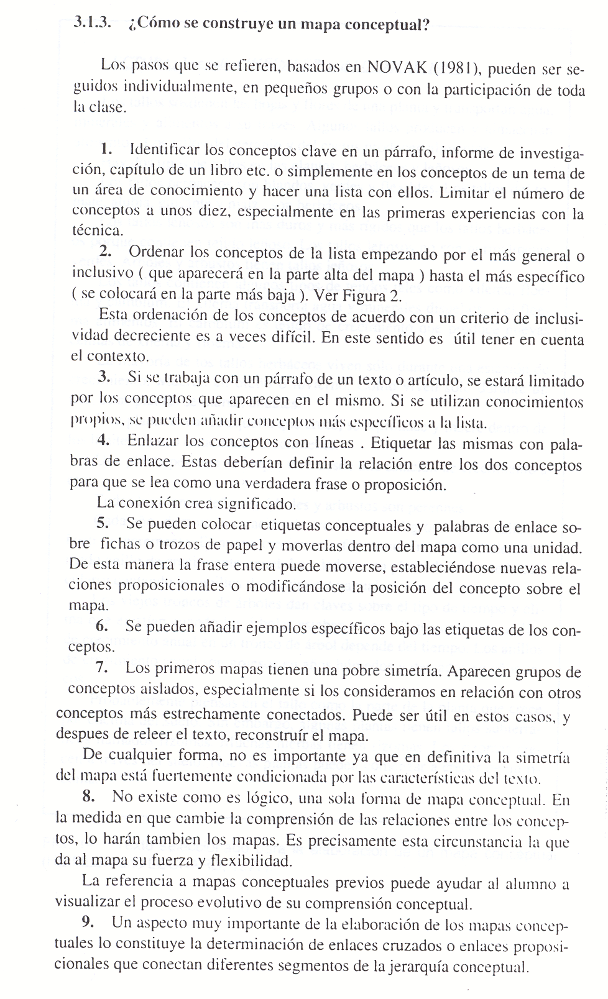 3.1.3. ¿Cómo se construye un mapa conceptual?
Los pasos que se refieren, basados en NOVAK (1981), pueden ser se-
guidos individualmente, en pequeños grupos o con la participación de toda
la clase.
1. Identificar los conceptos clave en un párrafo, informe de investiga-
ción, capítulo de un libro etc. o simplemente en los conceptos de un tema de
un área de conocimiento y hacer una lista con ellos. Limitar el número de
conceptos a unos diez, especialmente en las primeras experiencias con la
técnica.
2. Ordenar los conceptos de la lista empezando por el más general o
inclusivo ( que aparecerá en la parte alta del mapa ) hasta el más específico
( se colocará en la parte más baja ). Ver Figura 2.
Esta ordenación de los conceptos de acuerdo con un criterio de inclusi-
vidad decreciente es a veces difícil. En este sentido es útil tener en cuenta
el contexto.
3. Si se trabaja con un párrafo de un texto o artículo, se estará limitado
por los conceptos que aparecen en el mismo. Si se utilizan conocimientos
propios, se pueden añadir conceptos más específicos a la lista.
4. Enlazar los conceptos con líneas . Etiquetar las mismas con pala-
bras de enlace. Estas deberían definir la relación entre los dos conceptos
para que se lea como una verdadera frase o proposición.
La conexión crea significado.
5. Se pueden colocar etiquetas conceptuales y palabras de enlace so-
bre fichas o trozos de papel y moverlas dentro del mapa como una unidad.
De esta manera la frase entera puede moverse, estableciéndose nuevas rela-
ciones proposicionales o modificándose la posición del concepto sobre el
mapa.
6. Se pueden añadir ejemplos específicos bajo las etiquetas de los con-
ceptos.
7. Los primeros mapas tienen una pobre simetría. Aparecen grupos de
conceptos aislados, especialmente si los consideramos en relación con otros
conceptos más estrechamente conectados. Puede ser útil en estos casos, y
despues de releer el texto, reconstruír el mapa.
De cualquier forma, no es importante ya que en definitiva la simetría
del mapa está fuertemente condicionada por las características del texto.
8. No existe como es lógico, una sola forma de mapa conceptual. En
la medida en que cambie la comprensión de las relaciones entre los concep-
tos, lo harán tambien los mapas. Es precisamente esta circunstancia la que
da al mapa su fuerza y flexibilidad.
La referencia a mapas conceptuales previos puede ayudar al alumno a
visualizar el proceso evolutivo de su comprensión conceptual.
9. Un aspecto muy importante de la elaboración de los mapas concep-
tuales lo constituye la determinación de enlaces cruzados o enlaces proposi-
cionales que conectan diferentes segmentos de la jerarquía conceptual.